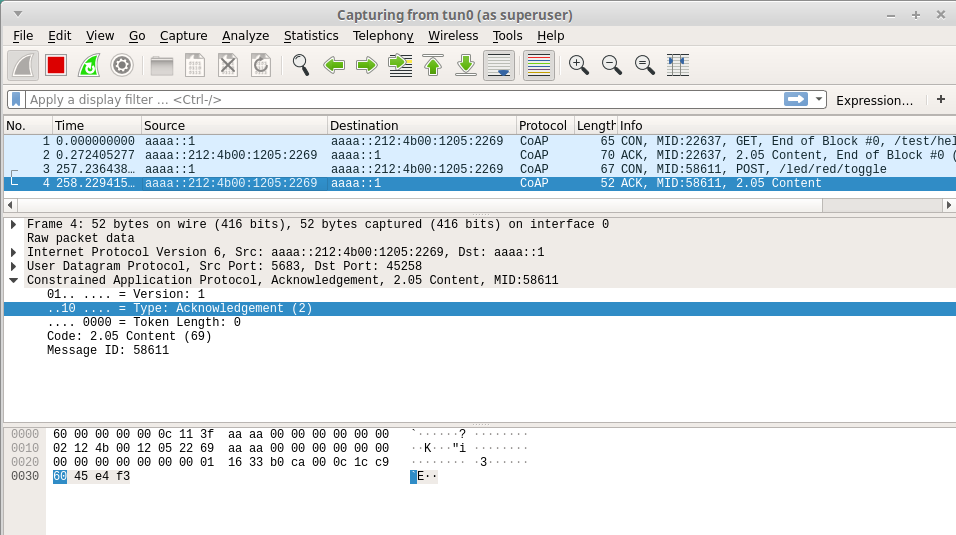 Capturing from tun0 (as superuser)
File Edit View Go Capture Analyze Statistics Telephony Wireless Tools Help
Apply a display filter ... <Ctrl-/> Expression... +
No. Time Source Destination Protocol Length Info
1 0.000000000 aaaa::1 aaaa::212:4b00:1205:2269 CoAP 65 CON, MID:22637, GET, End of Block #0, /test/hel
2 0.272405277 aaaa::212:4b00:1205:2269 aaaa::1 CoAP 70 ACK, MID:22637, 2.05 Content, End of Block #0 (
3 257.236438... aaaa::1 aaaa::212:4b00:1205:2269 CoAP 67 CON, MID:58611, POST, /led/red/toggle
4 258.229415... aaaa::212:4b00:1205:2269 aaaa::1 CoAP 52 ACK, MID:58611, 2.05 Content
Frame 4: 52 bytes on wire (416 bits), 52 bytes captured (416 bits) on interface 0
Raw packet data
Internet Protocol Version 6, Src: aaaa::212:4b00:1205:2269, Dst: aaaa::1
User Datagram Protocol, Src Port: 5683, Dst Port: 45258
Constrained Application Protocol, Acknowledgement, 2.05 Content, MID:58611
01.. .... = Version: 1
..10 .... = Type: Acknowledgement (2)
.... 0000 = Token Length: 0
Code: 2.05 Content (69)
Message ID: 58611
0000 60 00 00 00 00 0c 11 3f aa aa 00 00 00 00 00 00 `······? ········
0010 02 12 4b 00 12 05 22 69 aa aa 00 00 00 00 00 00 ··K···"i ········
0020 00 00 00 00 00 00 00 01 16 33 b0 ca 00 0c 1c c9 ········ ·3······
0030 60 45 e4 f3 `E··